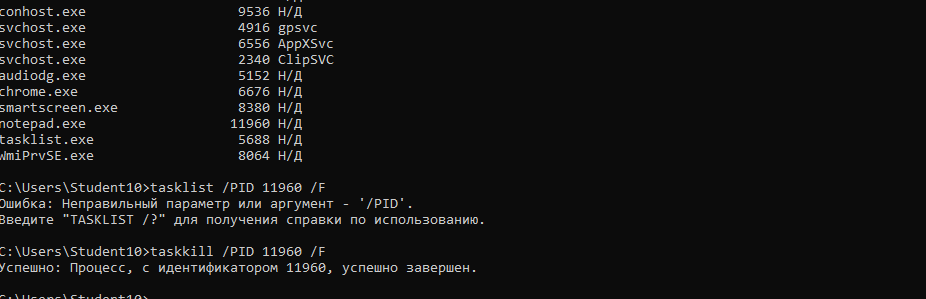 conhost.exe 9536 Н/Д
svchost.exe 4916 gpsvc
svchost.exe 6556 AppXSvc
svchost.exe 2340 ClipSVC
audiodg.exe 5152 Н/Д
chrome.exe 6676 Н/Д
smartscreen.exe 8380 Н/Д
notepad.exe 11960 Н/Д
tasklist.exe 5688 Н/Д
WmiPrvSE.exe 8064 Н/Д
C:\Users\Student10>tasklist /PID 11960 /F
Ошибка: Неправильный параметр или аргумент - '/PID'.
Введите "TASKLIST /?" для получения справки по использованию.
C:\Users\Student10>taskkill /PID 11960 /F
Успешно: Процесс, с идентификатором 11960, успешно завершен.
C:\Users\Student10>